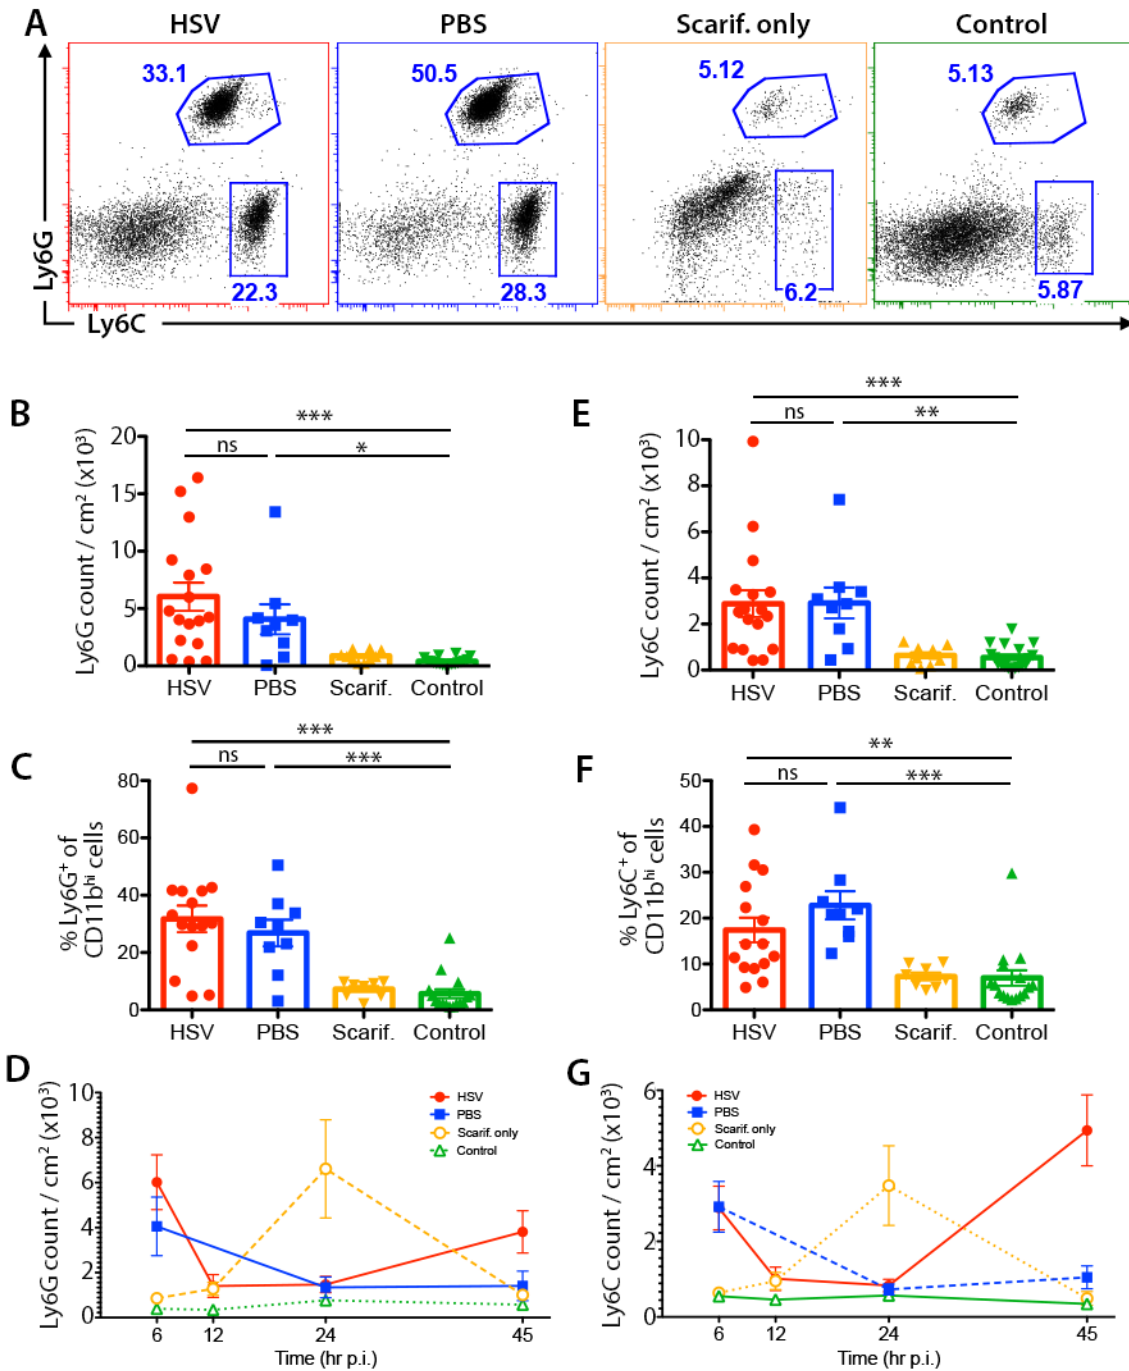 A
HSV PBS Scarif. only Control
33.1 50.5 5.12 5.13
22.3 28.3 6.2 5.87
Ly6G
Ly6C
B
***
ns *
Ly6G count / cm² (x10³)
20
15
10
5
0
HSV PBS Scarif. Control
E
***
ns **
Ly6C count / cm² (x10³)
10
8
6
4
2
0
HSV PBS Scarif. Control
C
***
ns ***
% Ly6G⁺ of
CD11bʰⁱ cells
80
60
40
20
0
HSV PBS Scarif. Control
F
**
ns ***
% Ly6C⁺ of
CD11bʰⁱ cells
50
40
30
20
10
0
HSV PBS Scarif. Control
D
Ly6G count / cm² (x10³)
10
8
6
4
2
0
HSV
PBS
Scarif. only
Control
6 12 24 45
Time (hr p.i.)
G
Ly6C count / cm² (x10³)
6
4
2
0
HSV
PBS
Scarif. only
Control
6 12 24 45
Time (hr p.i.)